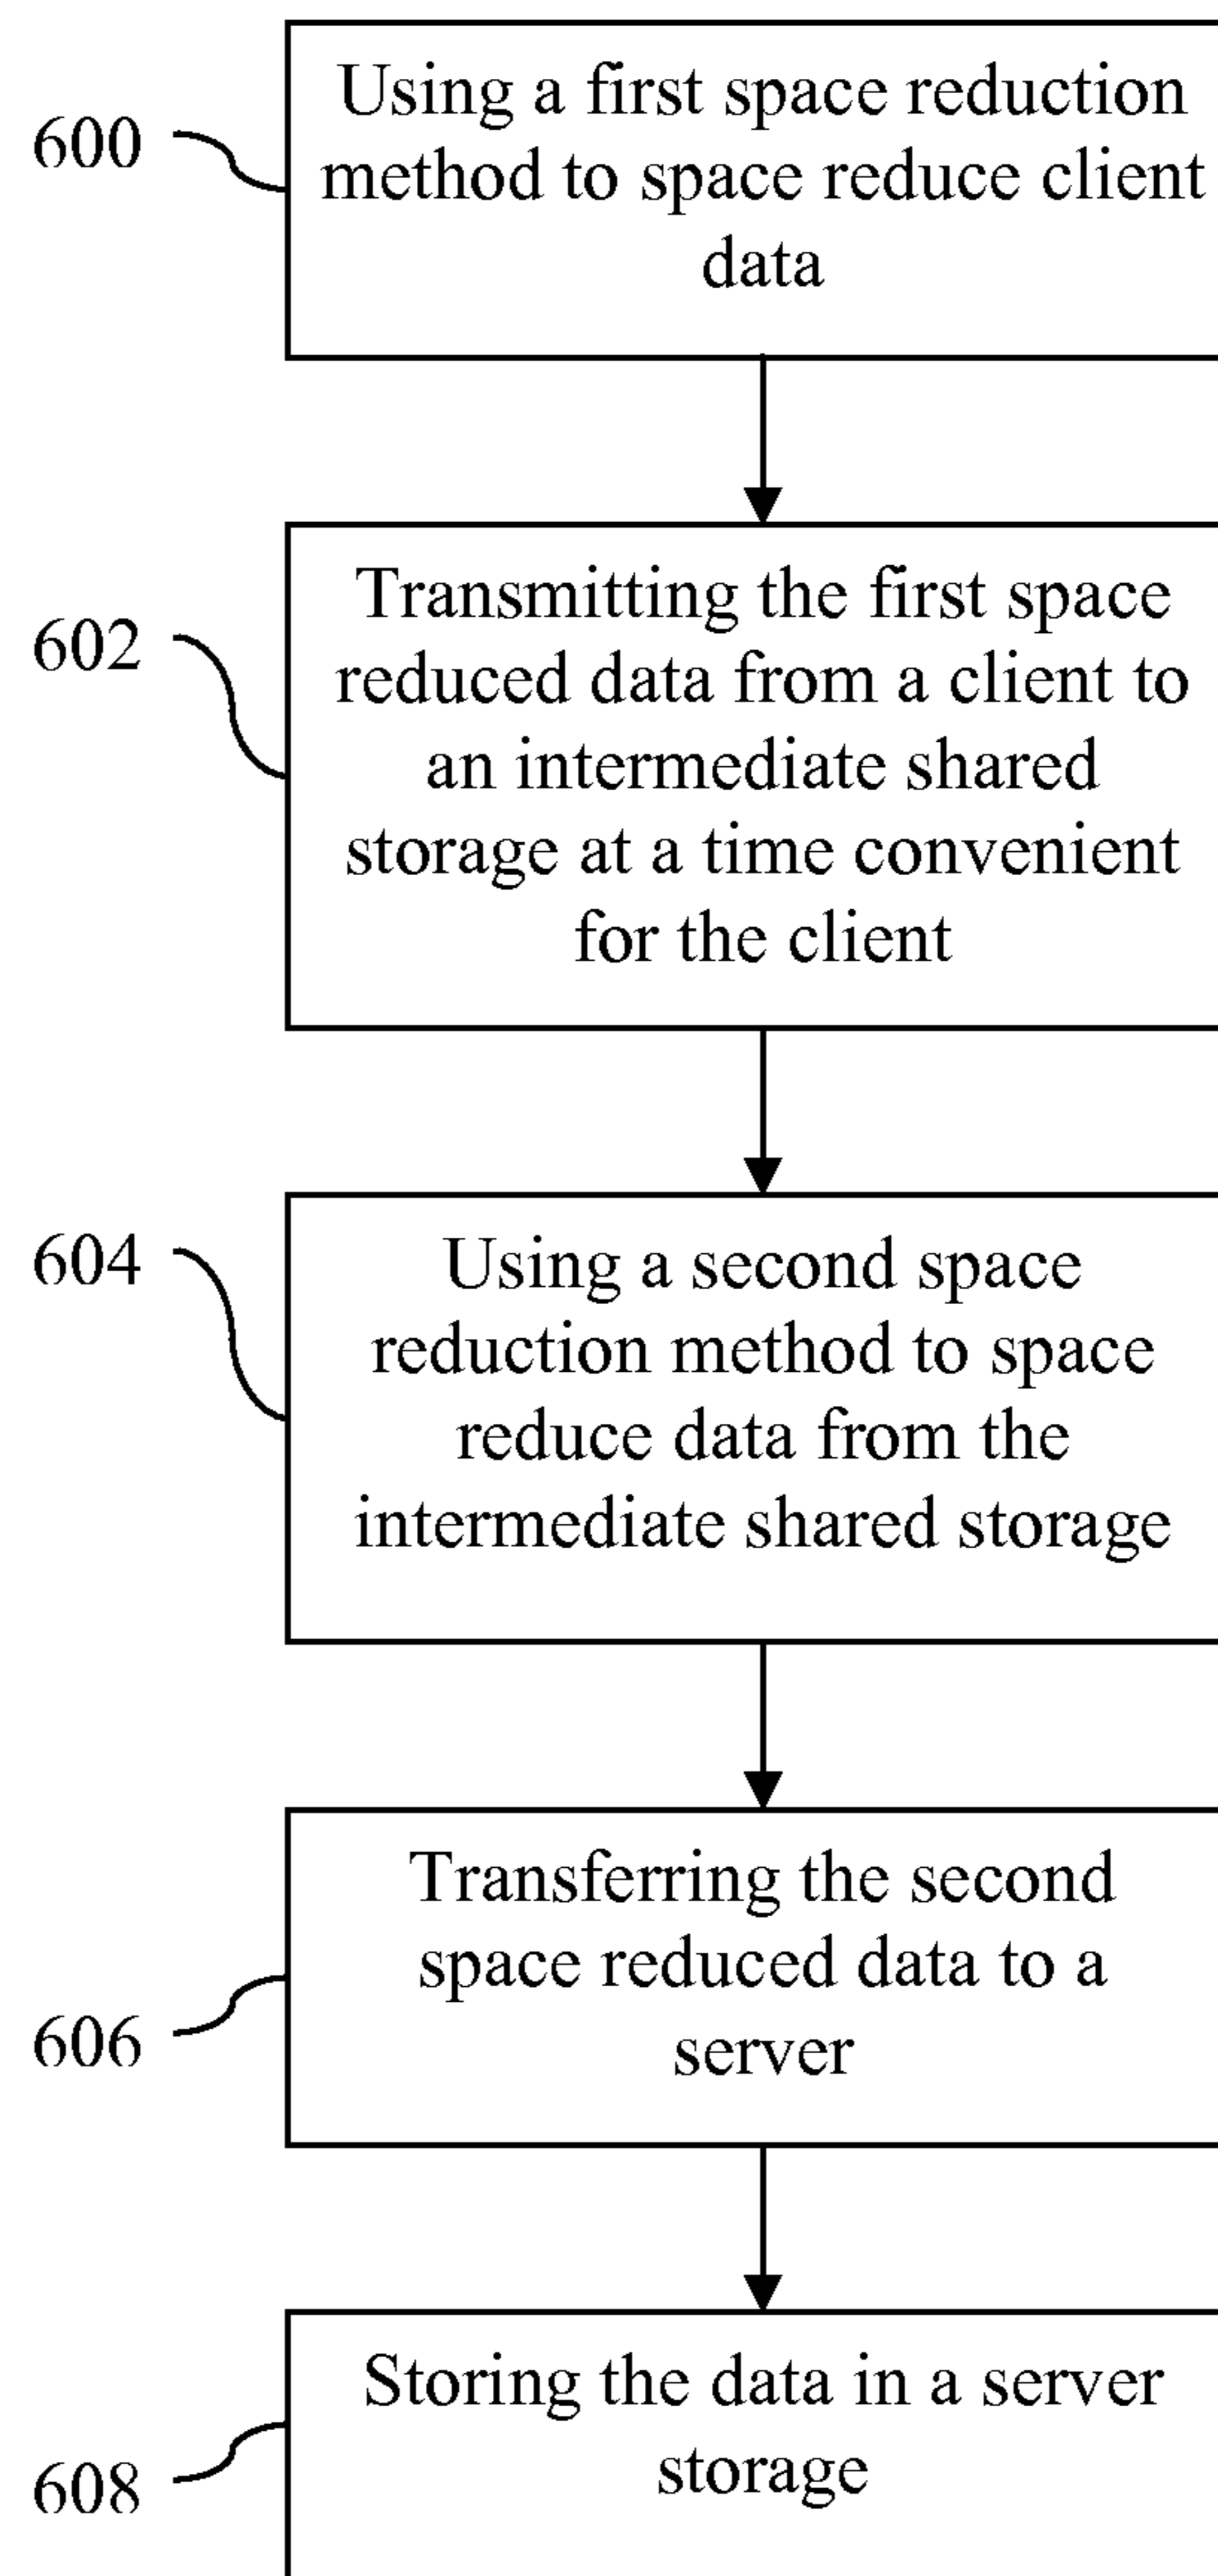 600
Using a first space reduction
method to space reduce client
data
602
Transmitting the first space
reduced data from a client to
an intermediate shared
storage at a time convenient
for the client
604
Using a second space
reduction method to space
reduce data from the
intermediate shared storage
606
Transferring the second
space reduced data to a
server
608
Storing the data in a server
storage